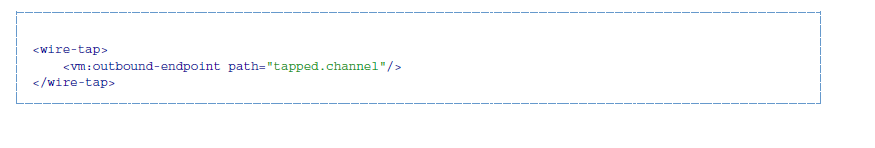 <wire-tap>
    <vm:outbound-endpoint path="tapped.channel"/>
</wire-tap>